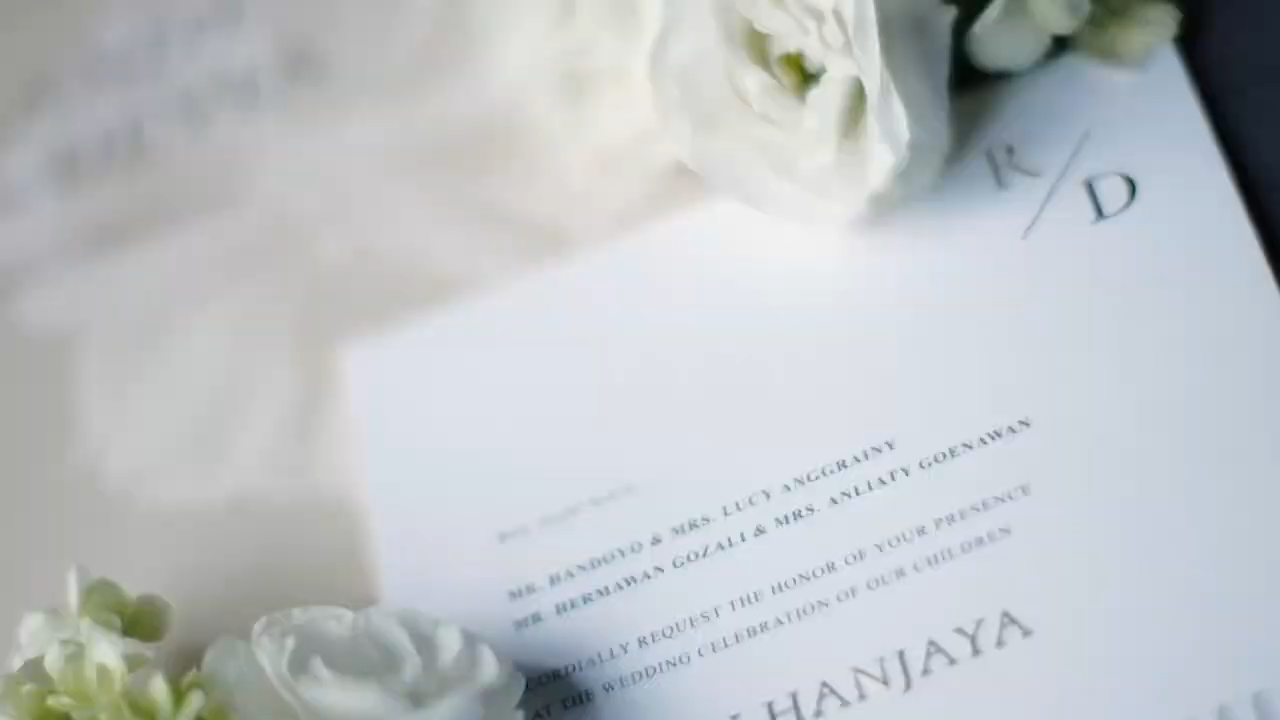 R/D
MR. HANDOYO & MRS. LUCY ANGGRAINY
MR. HERMAWAN GOZALI & MRS. ANLIAPY GOENAWAN
CORDIALLY REQUEST THE HONOR OF YOUR PRESENCE
AT THE WEDDING CELEBRATION OF OUR CHILDREN
HANJAYA